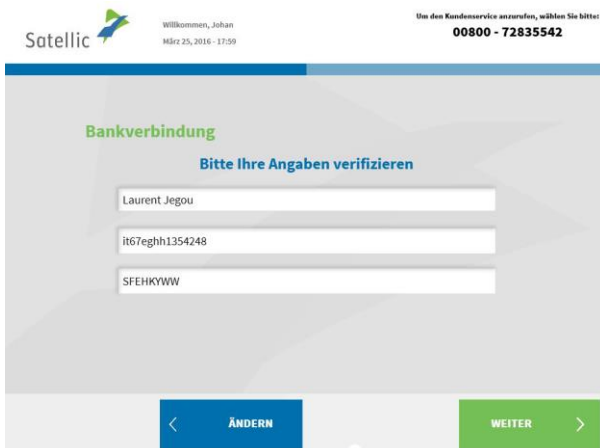 Satellic
Willkommen, Johan
März 25, 2016 - 17:59
Um den Kundenservice anzurufen, wählen Sie bitte:
00800 - 72835542
Bankverbindung
Bitte Ihre Angaben verifizieren
Laurent Jegou
it67eghh1354248
SFEHKYWW
ÄNDERN
WEITER